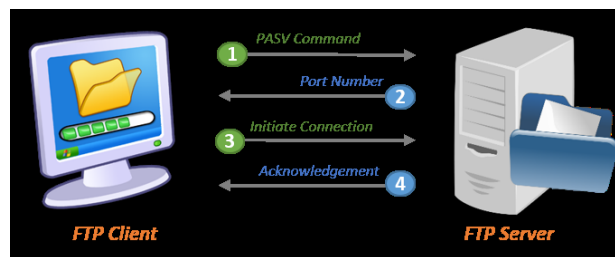 PASV Command
1
Port Number
2
Initiate Connection
3
Acknowledgement
4
FTP Client
FTP Server